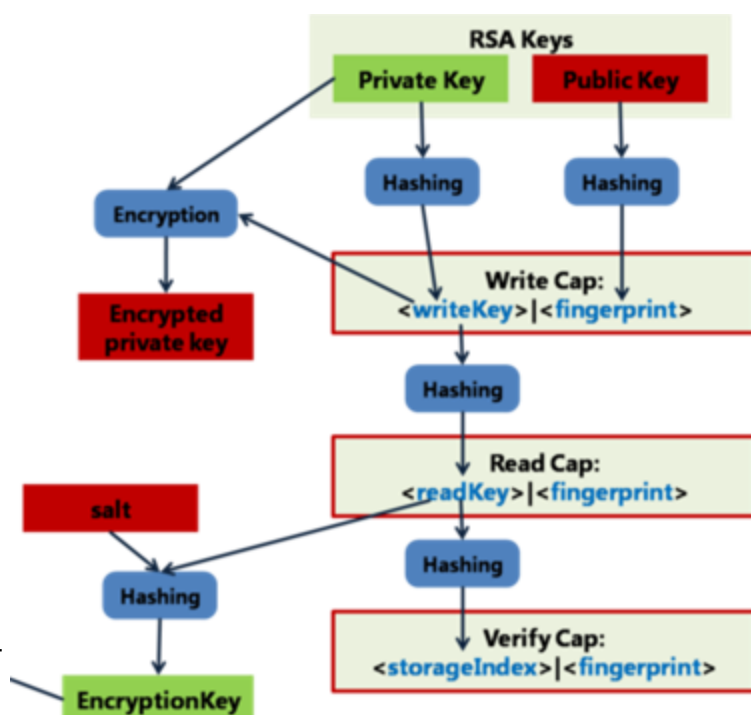 RSA Keys
Private Key
Public Key
Hashing
Hashing
Encryption
Write Cap:
<writeKey>|<fingerprint>
Encrypted
private key
Hashing
Read Cap:
<readKey>|<fingerprint>
salt
Hashing
Hashing
Verify Cap:
<storageIndex>|<fingerprint>
EncryptionKey